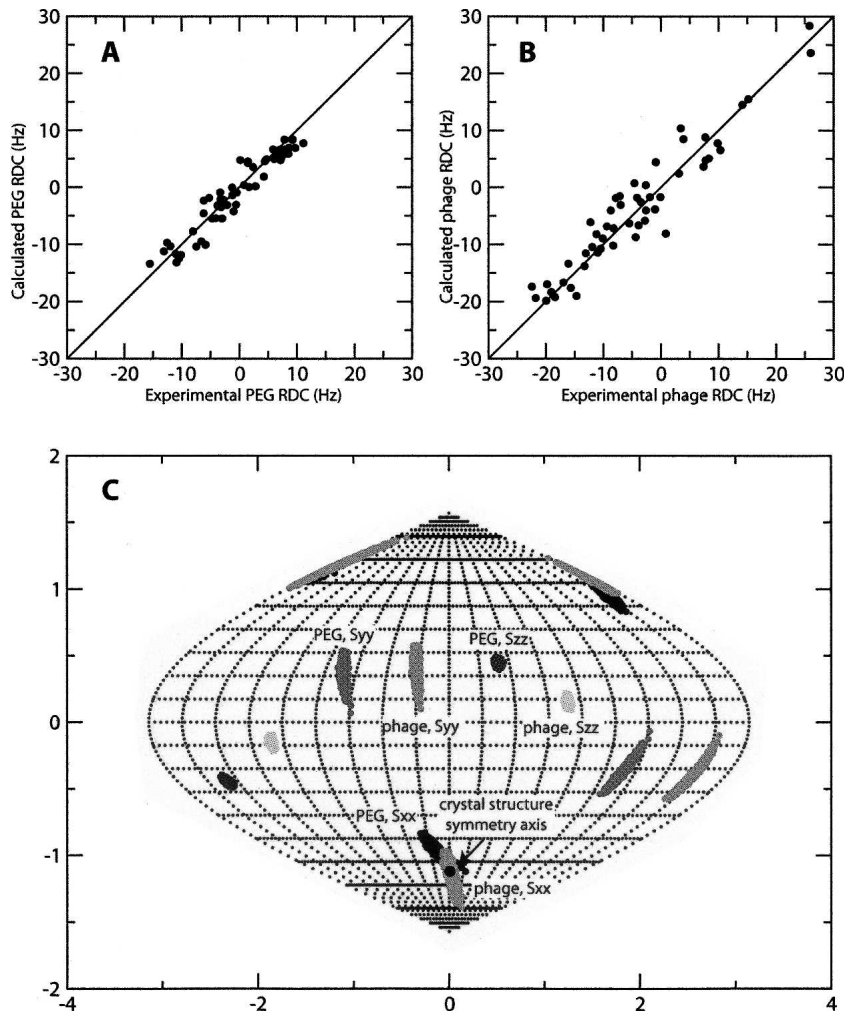 A
30
20
10
0
-10
-20
-30
-30 -20 -10 0 10 20 30
Calculated PEG RDC (Hz)
Experimental PEG RDC (Hz)
B
30
20
10
0
-10
-20
-30
-30 -20 -10 0 10 20 30
Calculated phage RDC (Hz)
Experimental phage RDC (Hz)
C
2
1
0
-1
-2
-4 -2 0 2 4
PEG, Syy
PEG, Szz
phage, Syy
phage, Szz
PEG, Sxx
crystal structure
symmetry axis
phage, Sxx